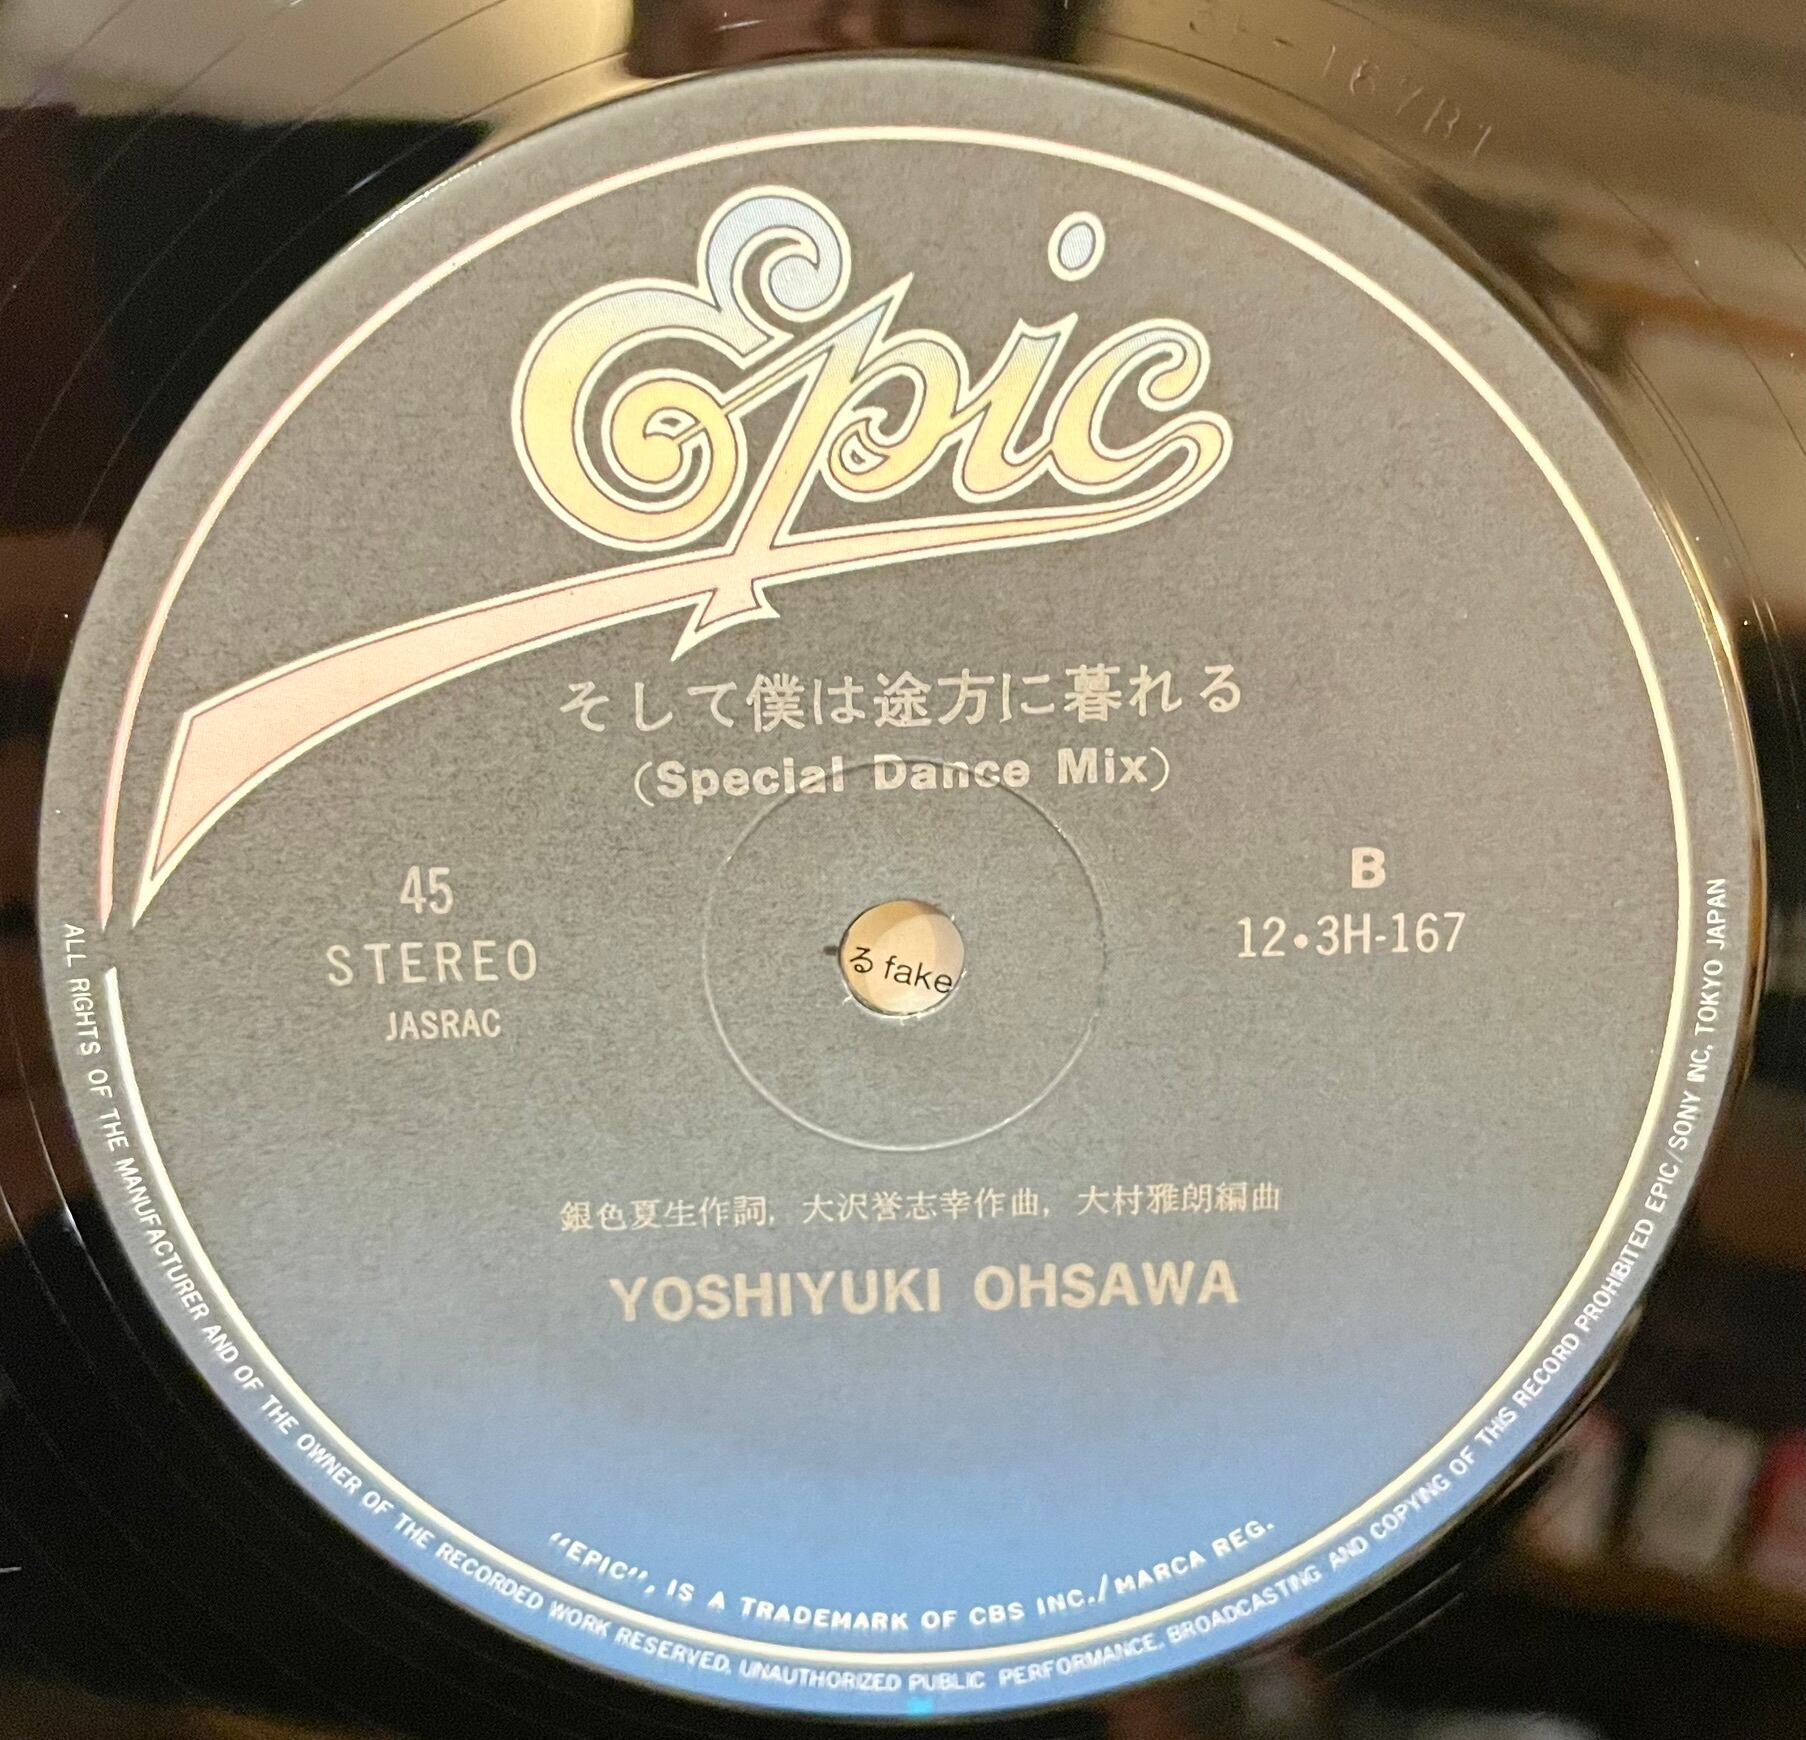 Epic
そして僕は途方に暮れる
(Special Dance Mix)
45
STEREO
JASRAC
B
12•3H-167
る fake
銀色夏生作詞, 大沢誉志幸作曲, 大村雅朗編曲
YOSHIYUKI OHSAWA
"EPIC", IS A TRADEMARK OF CBS INC./MARCA REG.
ALL RIGHTS OF THE MANUFACTURER AND OF THE OWNER OF THE RECORDED WORK RESERVED. UNAUTHORIZED PUBLIC PERFORMANCE. BROADCASTING AND COPYING OF THIS RECORD PROHIBITED EPIC/SONY INC. TOKYO JAPAN